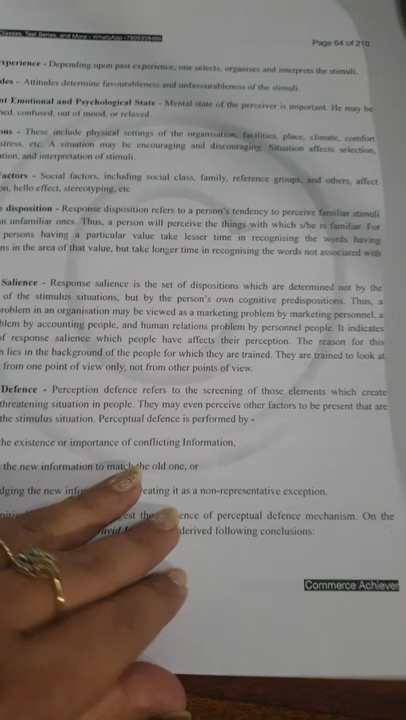 Classes, Test Series, and More - WhatsApp
Page 64 of 210
xperience - Depending upon past experience, one selects, organises and interprets the stimuli.
des - Attitudes determine favourableness and unfavourableness of the stimuli.
nt Emotional and Psychological State - Mental state of the perceiver is important. He may be
ned, confused, out of mood, or relaxed.
ons - These include physical settings of the organisation, facilities, place, climate, comfort
stress, etc. A situation may be encouraging and discouraging. Situation affects selection,
ation, and interpretation of stimuli.
Factors - Social factors, including social class, family, reference groups, and others, affect
on, hello effect, stereotyping, etc
e disposition - Response disposition refers to a person's tendency to perceive familiar stimuli
an unfamiliar ones. Thus, a person will perceive the things with which s/he is familiar. For
persons having a particular value take lesser time in recognising the words having
ns in the area of that value, but take longer time in recognising the words not associated with
Salience - Response salience is the set of dispositions which are determined not by the
of the stimulus situations, but by the person's own cognitive predispositions. Thus, a
roblem in an organisation may be viewed as a marketing problem by marketing personnel, a
blem by accounting people, and human relations problem by personnel people. It indicates
of response salience which people have affects their perception. The reason for this
n lies in the background of the people for which they are trained. They are trained to look at
from one point of view only, not from other points of view.
Defence - Perception defence refers to the screening of those elements which create
threatening situation in people. They may even perceive other factors to be present that are
the stimulus situation. Perceptual defence is performed by -
he existence or importance of conflicting Information,
the new information to match the old one, or
dging the new info eating it as a non-representative exception.
est the ence of perceptual defence mechanism. On the
derived following conclusions:
Commerce Achiever